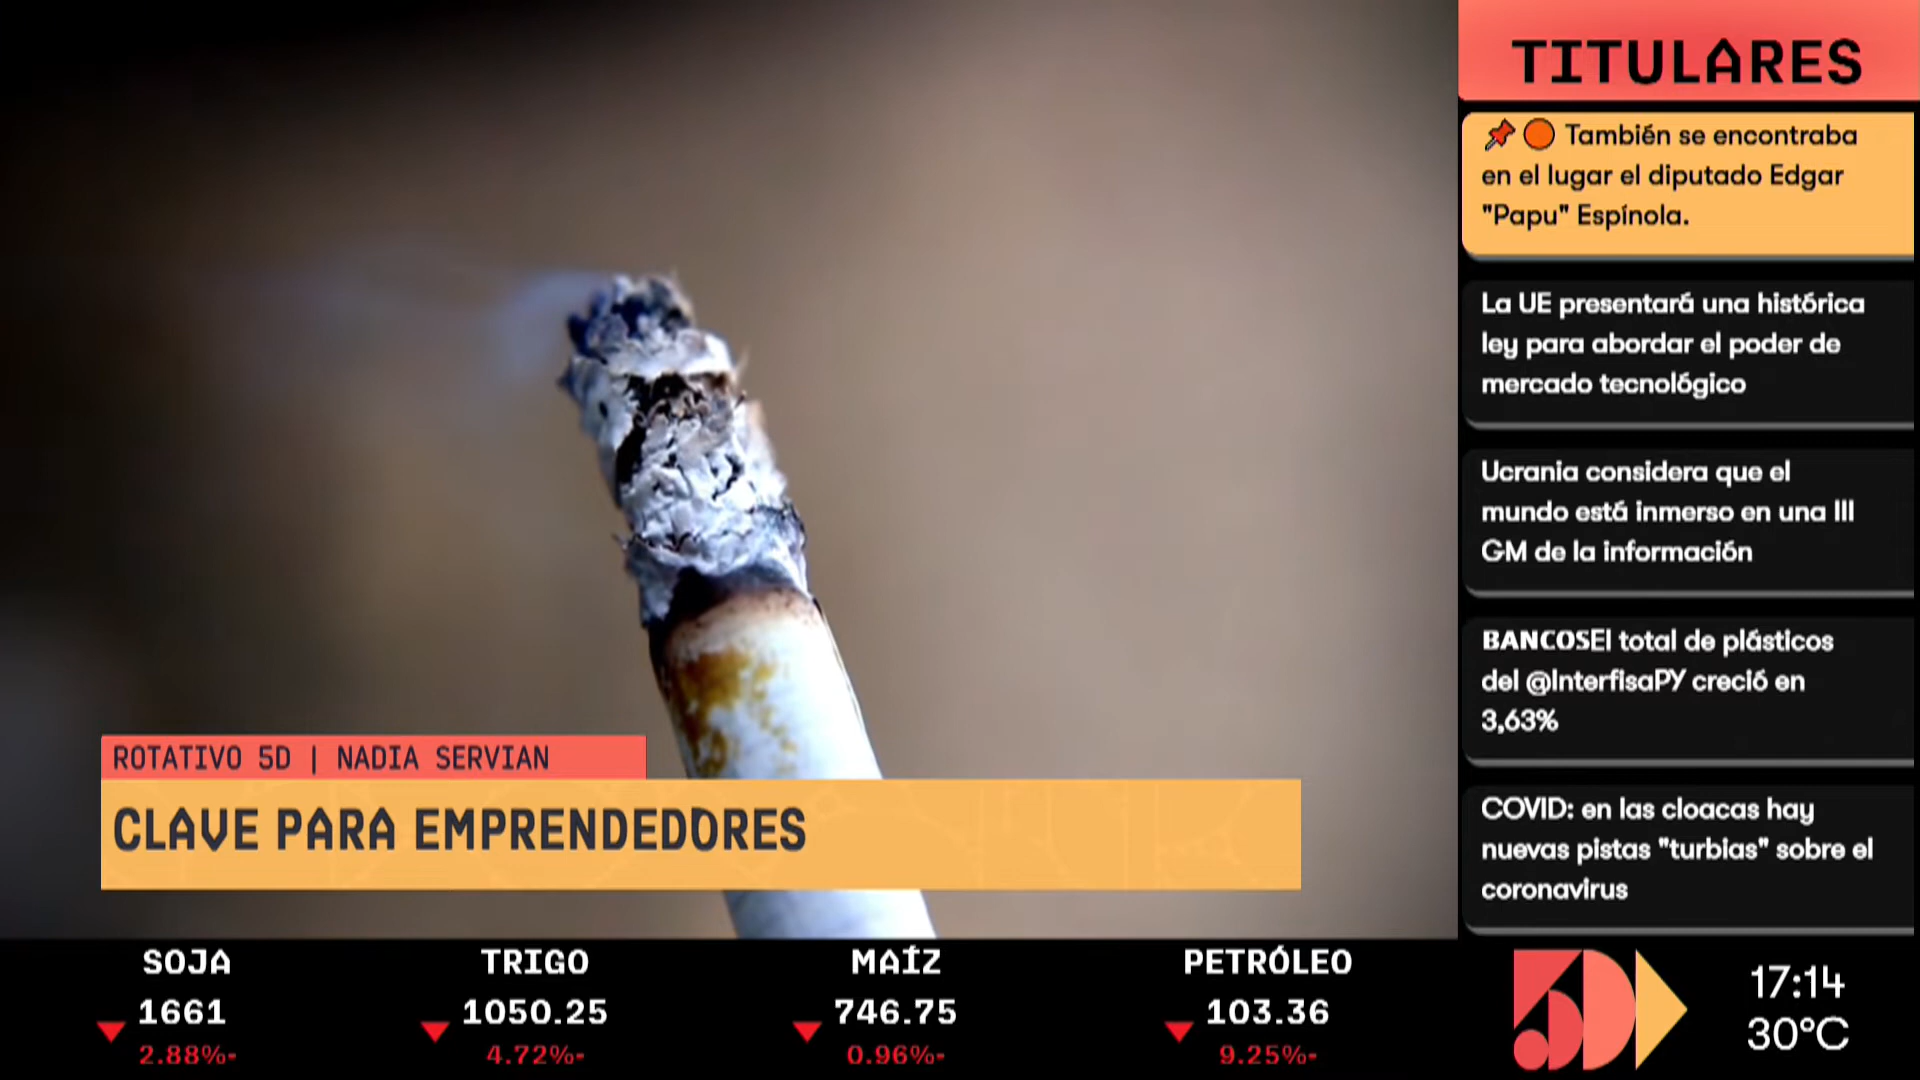 TITULARES
También se encontraba
en el lugar el diputado Edgar
"Papu" Espínola.
La UE presentará una histórica
ley para abordar el poder de
mercado tecnológico
Ucrania considera que el
mundo está inmerso en una III
GM de la información
BANCOSEl total de plásticos
del @InterfisaPY creció en
3,63%
COVID: en las cloacas hay
nuevas pistas "turbias" sobre el
coronavirus
ROTATIVO 5D | NADIA SERVIAN
CLAVE PARA EMPRENDEDORES
SOJA
1661
2.88%-
TRIGO
1050.25
4.72%-
MAÍZ
746.75
0.96%-
PETRÓLEO
103.36
9.25%-
5D
17:14
30°C